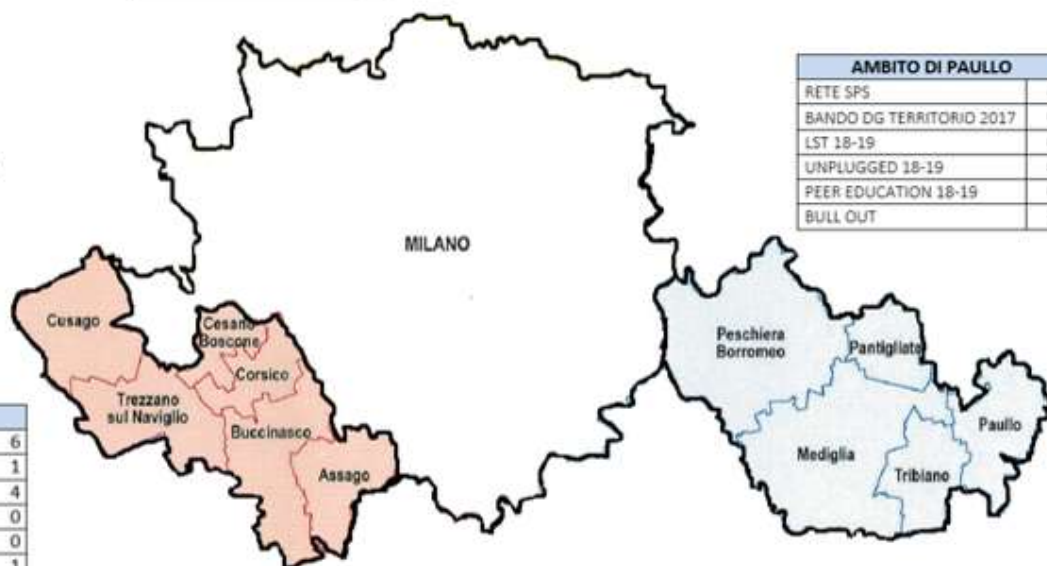 AMBITO DI PAULLO
RETE SPS
BANDO DG TERRITORIO 2017
LST 18-19
UNPLUGGED 18-19
PEER EDUCATION 18-19
BULL OUT
MILANO
Cusago
Cesano
Boscone
Corsico
Trezzano
sul Naviglio
Buccinasco
Assago
Peschiera
Borromeo
Pantigliate
Mediglia
Tribiano
Paullo
6
1
4
0
0
1